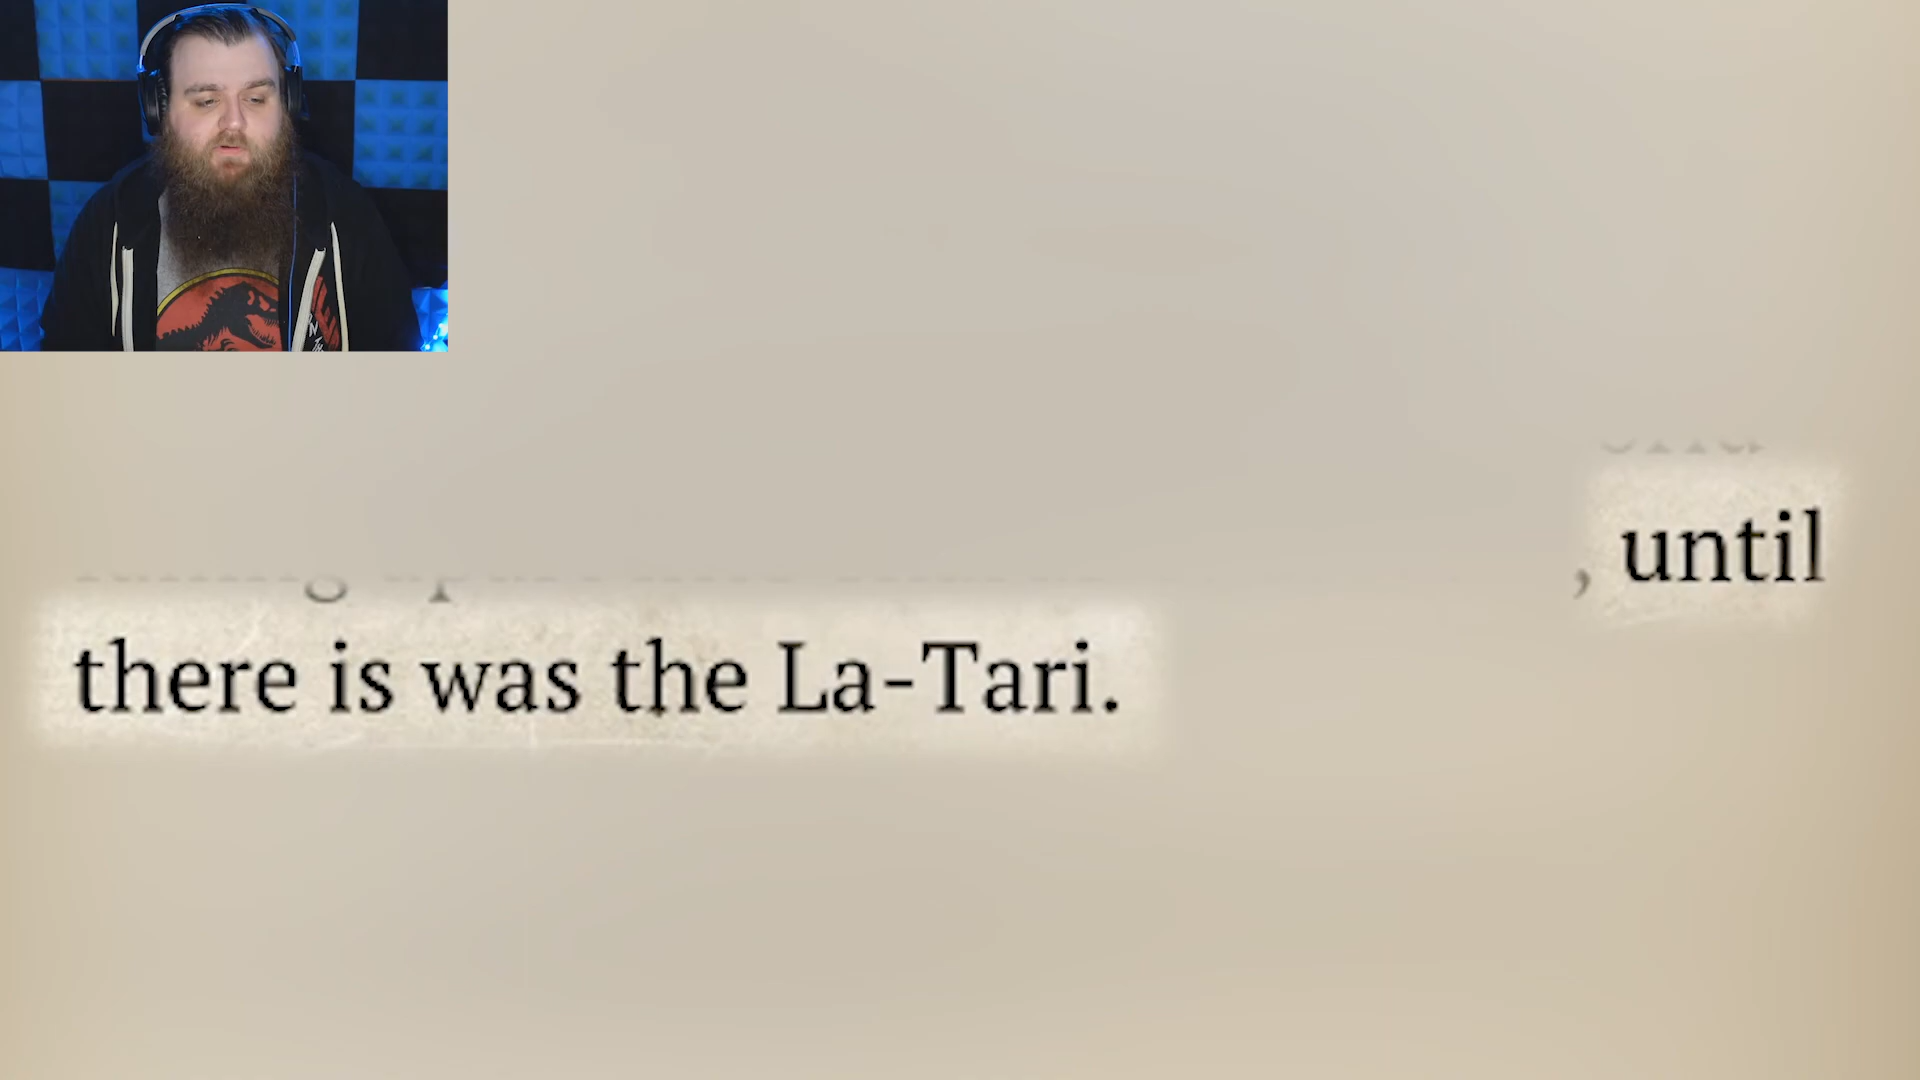 , until
there is was the La-Tari.